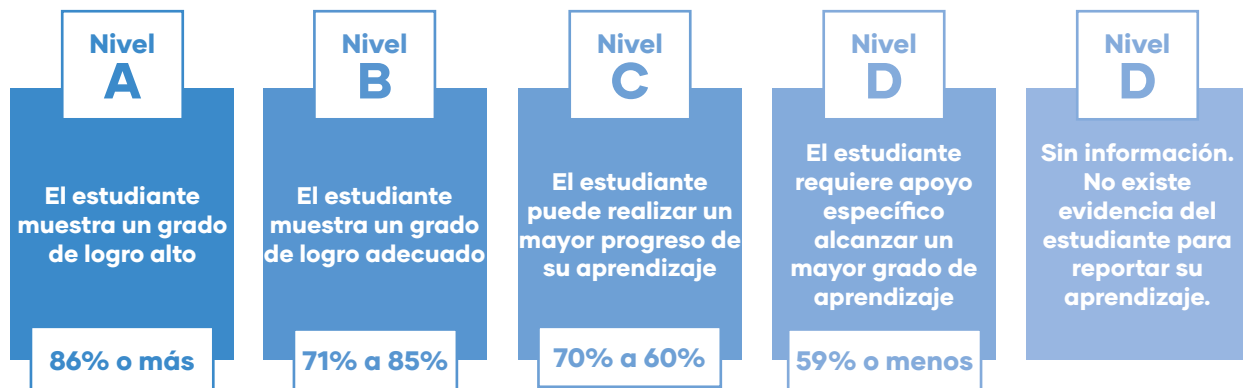 Nivel
A
El estudiante
muestra un grado
de logro alto
86% o más
Nivel
B
El estudiante
muestra un grado
de logro adecuado
71% a 85%
Nivel
C
El estudiante
puede realizar un
mayor progreso de
su aprendizaje
70% a 60%
Nivel
D
El estudiante
requiere apoyo
específico
alcanzar un
mayor grado de
aprendizaje
59% o menos
Nivel
D
Sin información.
No existe
evidencia del
estudiante para
reportar su
aprendizaje.